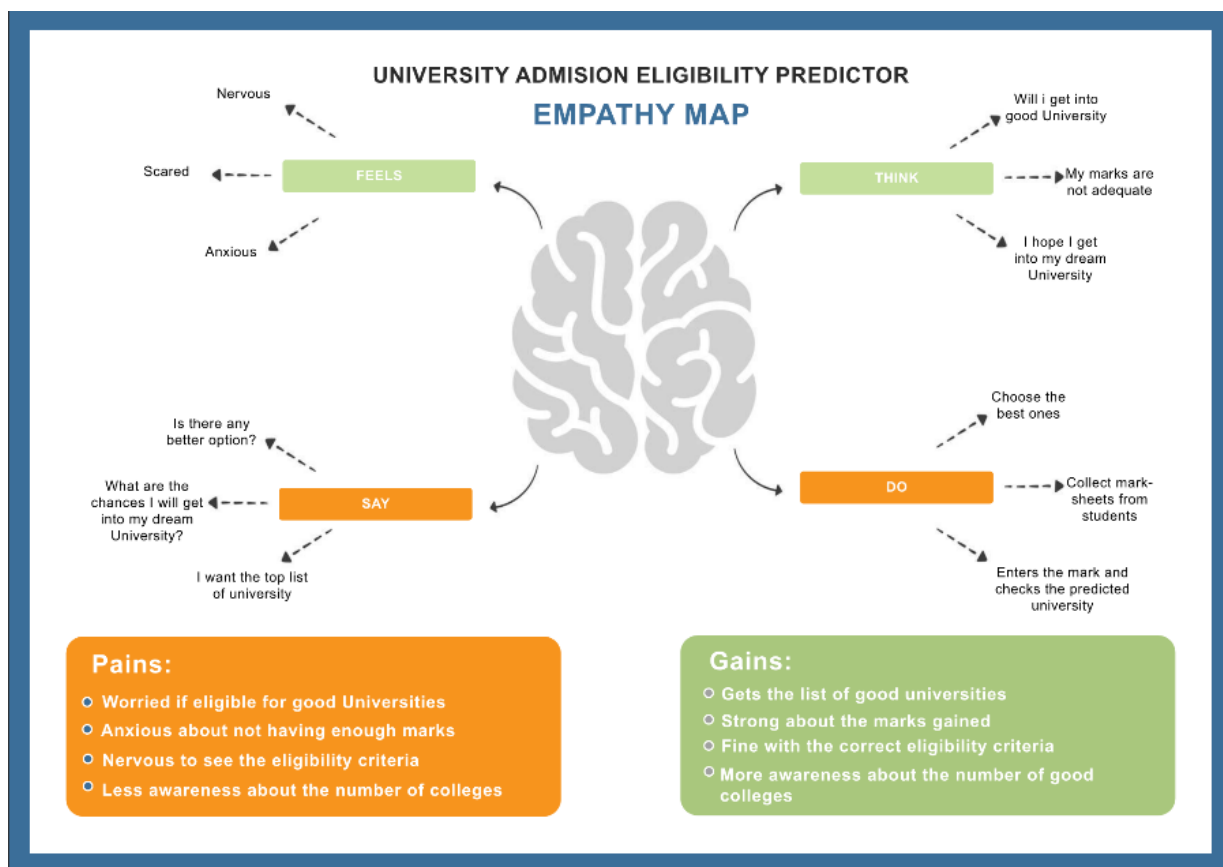 UNIVERSITY ADMISION ELIGIBILITY PREDICTOR
EMPATHY MAP
Nervous
Scared
Anxious
FEELS
THINK
Will i get into
good University
My marks are
not adequate
I hope I get
into my dream
University
Is there any
better option?
What are the
chances I will get
into my dream
University?
I want the top list
of university
SAY
DO
Choose the
best ones
Collect mark-
sheets from
students
Enters the mark and
checks the predicted
university
Pains:
Worried if eligible for good Universities
Anxious about not having enough marks
Nervous to see the eligibility criteria
Less awareness about the number of colleges
Gains:
Gets the list of good universities
Strong about the marks gained
Fine with the correct eligibility criteria
More awareness about the number of good
colleges